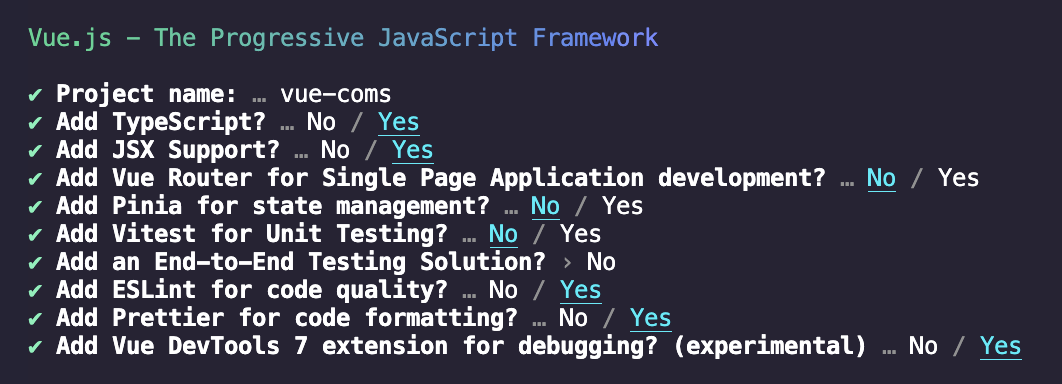 Vue.js - The Progressive JavaScript Framework
✔ Project name: … vue-coms
✔ Add TypeScript? … No / Yes
✔ Add JSX Support? … No / Yes
✔ Add Vue Router for Single Page Application development? … No / Yes
✔ Add Pinia for state management? … No / Yes
✔ Add Vitest for Unit Testing? … No / Yes
✔ Add an End-to-End Testing Solution? › No
✔ Add ESLint for code quality? … No / Yes
✔ Add Prettier for code formatting? … No / Yes
✔ Add Vue DevTools 7 extension for debugging? (experimental) … No / Yes